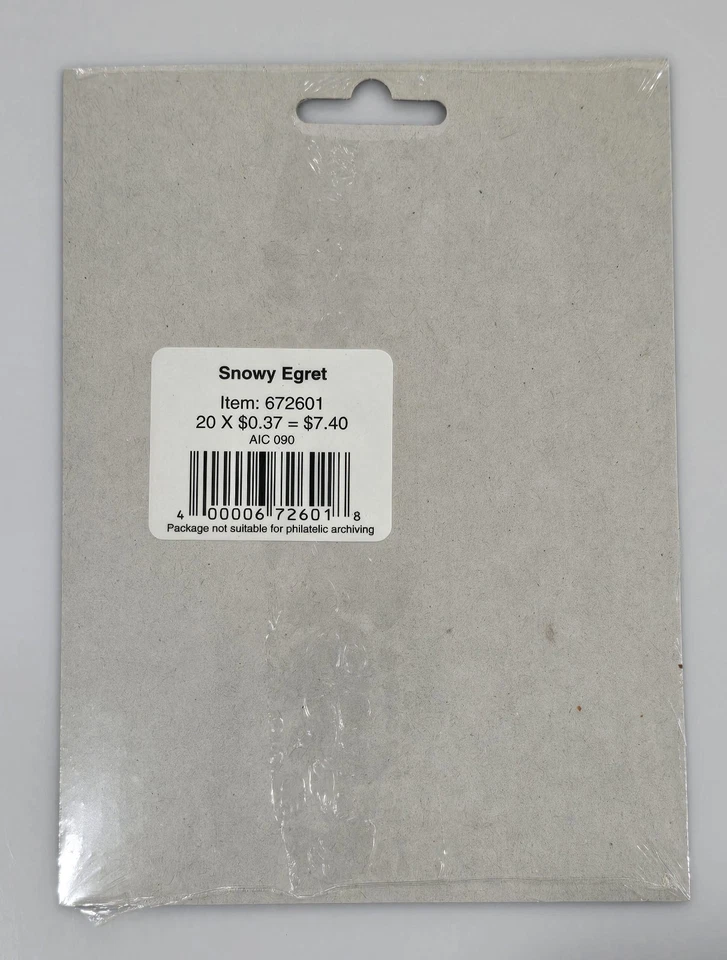 Snowy Egret
Item: 672601
20 X $0.37 = $7.40
AIC 090
4 00006 72601 8
Package not suitable for philatelic archiving